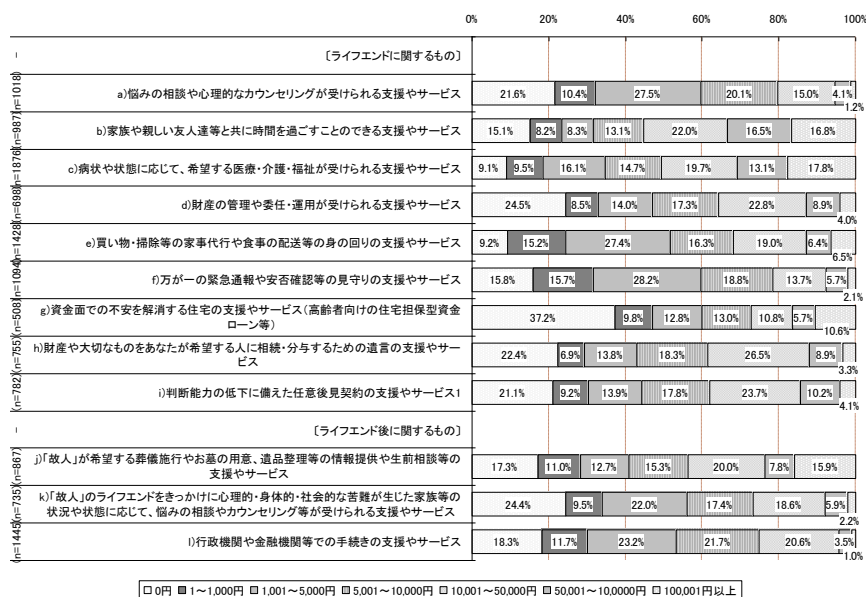 0% 20% 40% 60% 80% 100%
－ 〔ライフエンドに関するもの〕
(n=1018) a)悩みの相談や心理的なカウンセリングが受けられる支援やサービス 21.6% 10.4% 27.5% 20.1% 15.0% 4.1% 1.2%
(n=937) b)家族や親しい友人達等と共に時間を過ごすことのできる支援やサービス 15.1% 8.2% 8.3% 13.1% 22.0% 16.5% 16.8%
(n=1876) c)病状や状態に応じて、希望する医療・介護・福祉が受けられる支援やサービス 9.1% 9.5% 16.1% 14.7% 19.7% 13.1% 17.8%
(n=698) d)財産の管理や委任・運用が受けられる支援やサービス 24.5% 8.5% 14.0% 17.3% 22.8% 8.9% 4.0%
(n=1428) e)買い物・掃除等の家事代行や食事の配送等の身の回りの支援やサービス 9.2% 15.2% 27.4% 16.3% 19.0% 6.4% 6.5%
(n=1094) f)万が一の緊急通報や安否確認等の見守りの支援やサービス 15.8% 15.7% 28.2% 18.8% 13.7% 5.7% 2.1%
(n=508) g)資金面での不安を解消する住宅の支援やサービス（高齢者向けの住宅担保型資金
ローン等） 37.2% 9.8% 12.8% 13.0% 10.8% 5.7% 10.6%
(n=755) h)財産や大切なものをあなたが希望する人に相続・分与するための遺言の支援やサー
ビス 22.4% 6.9% 13.8% 18.3% 26.5% 8.9% 3.3%
(n=782) i)判断能力の低下に備えた任意後見契約の支援やサービス1 21.1% 9.2% 13.9% 17.8% 23.7% 10.2% 4.1%
－ 〔ライフエンド後に関するもの〕
(n=867) j)「故人」が希望する葬儀施行やお墓の用意、遺品整理等の情報提供や生前相談等の
支援やサービス 17.3% 11.0% 12.7% 15.3% 20.0% 7.8% 15.9%
(n=735) k)「故人」のライフエンドをきっかけに心理的・身体的・社会的な苦難が生じた家族等の
状況や状態に応じて、悩みの相談やカウンセリング等が受けられる支援やサービス 24.4% 9.5% 22.0% 17.4% 18.6% 5.9% 2.2%
(n=1445) l)行政機関や金融機関等での手続きの支援やサービス 18.3% 11.7% 23.2% 21.7% 20.6% 3.5% 1.0%
0円 1～1,000円 1,001～5,000円 5,001～10,000円 10,001～50,000円 50,001～10,0000円 100,001円以上